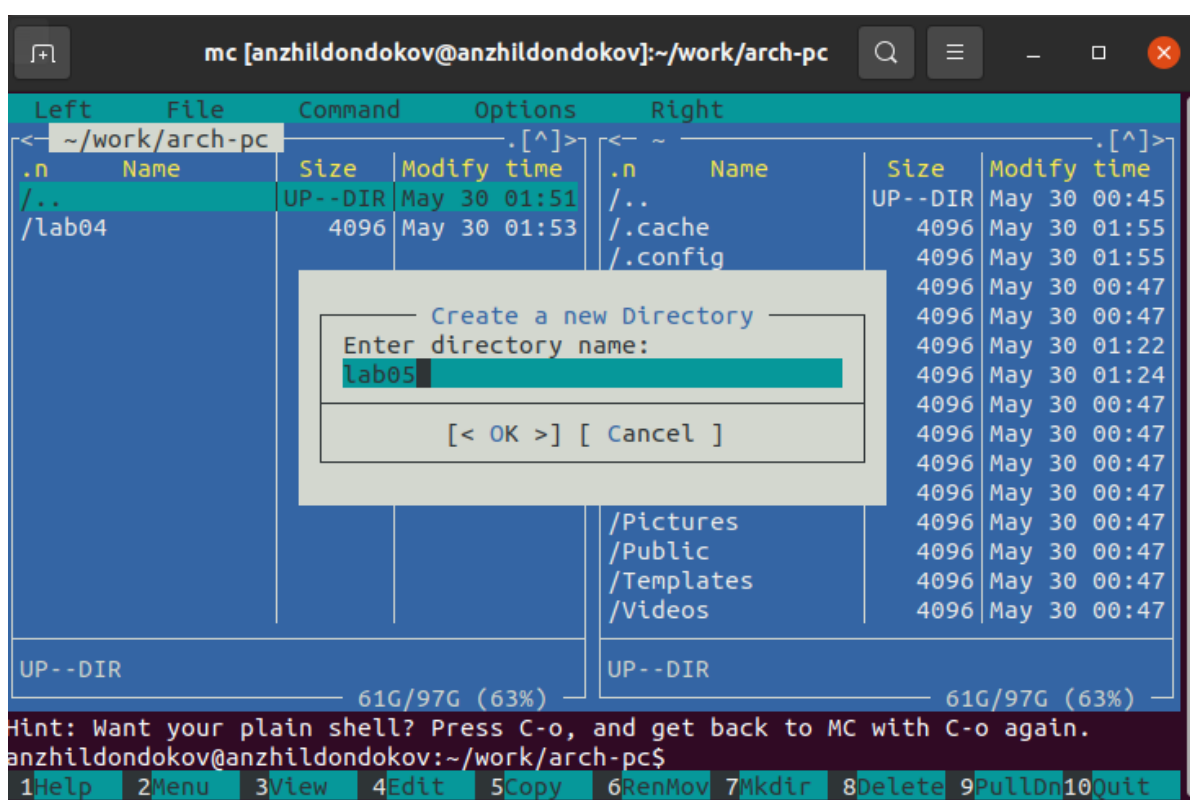 mc [anzhildondokov@anzhildondokov]:~/work/arch-pc
Left File Command Options Right
<─ ~/work/arch-pc .[^]> <─ ~ .[^]>
.n Name Size Modify time .n Name Size Modify time
/.. UP--DIR May 30 01:51 /.. UP--DIR May 30 00:45
/lab04 4096 May 30 01:53 /.cache 4096 May 30 01:55
/.config 4096 May 30 01:55
4096 May 30 00:47
Create a new Directory 4096 May 30 00:47
Enter directory name: 4096 May 30 01:22
lab05 4096 May 30 01:24
4096 May 30 00:47
[< OK >] [ Cancel ] 4096 May 30 00:47
4096 May 30 00:47
4096 May 30 00:47
/Pictures 4096 May 30 00:47
/Public 4096 May 30 00:47
/Templates 4096 May 30 00:47
/Videos 4096 May 30 00:47
UP--DIR UP--DIR
61G/97G (63%) 61G/97G (63%)
Hint: Want your plain shell? Press C-o, and get back to MC with C-o again.
anzhildondokov@anzhildondokov:~/work/arch-pc$
1Help 2Menu 3View 4Edit 5Copy 6RenMov 7Mkdir 8Delete 9PullDn 10Quit